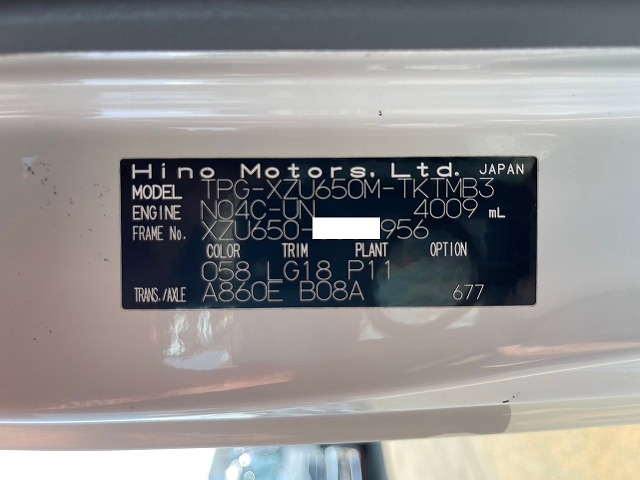 Hino Motors, Ltd. JAPAN
MODEL TPG-XZU650M-TKTMB3
ENGINE N04C-UN 4009 mL
FRAME No. XZU650- 956
COLOR TRIM PLANT OPTION
058 LG18 P11
TRANS./AXLE A860E B08A 677